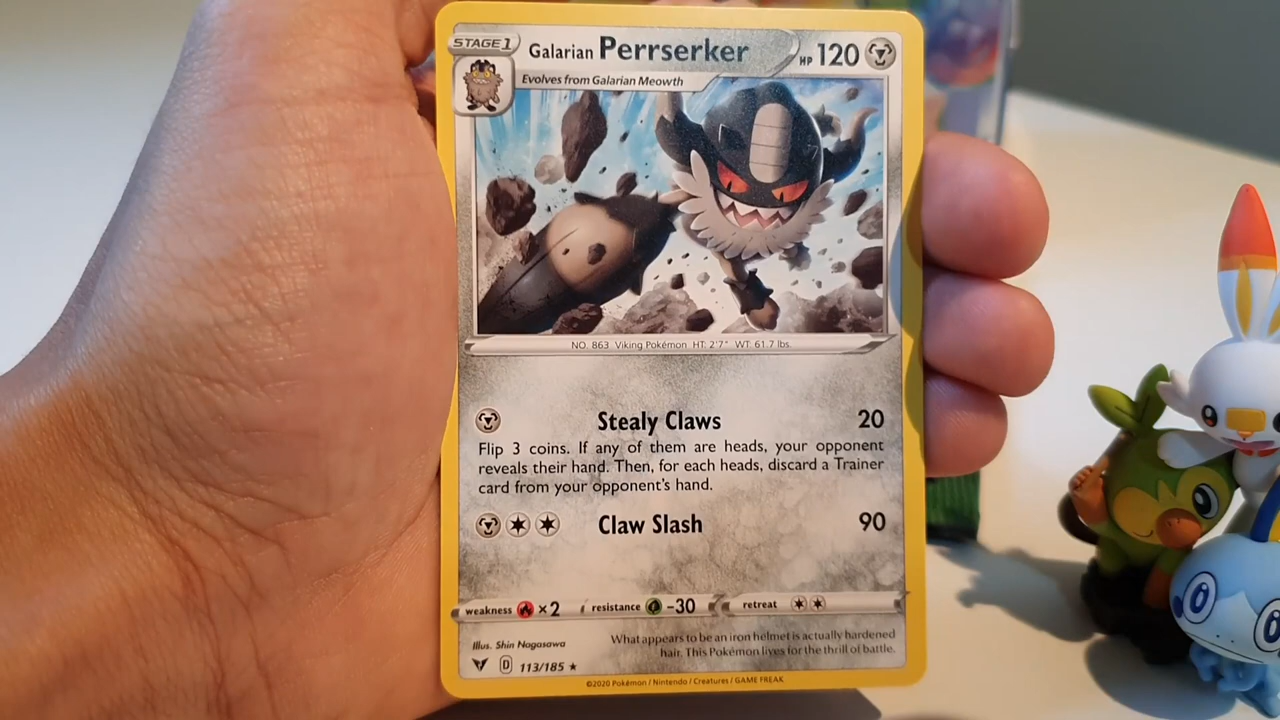 STAGE 1
Galarian Perrserker
HP 120
Evolves from Galarian Meowth
NO. 863 Viking Pokémon HT: 2'7" WT: 61.7 lbs.
Stealy Claws 20
Flip 3 coins. If any of them are heads, your opponent
reveals their hand. Then, for each heads, discard a Trainer
card from your opponent's hand.
Claw Slash 90
weakness ×2 resistance -30 retreat
Illus. Shin Nagasawa
What appears to be an iron helmet is actually hardened
hair. This Pokémon lives for the thrill of battle.
D 113/185 ★
©2020 Pokémon / Nintendo / Creatures / GAME FREAK